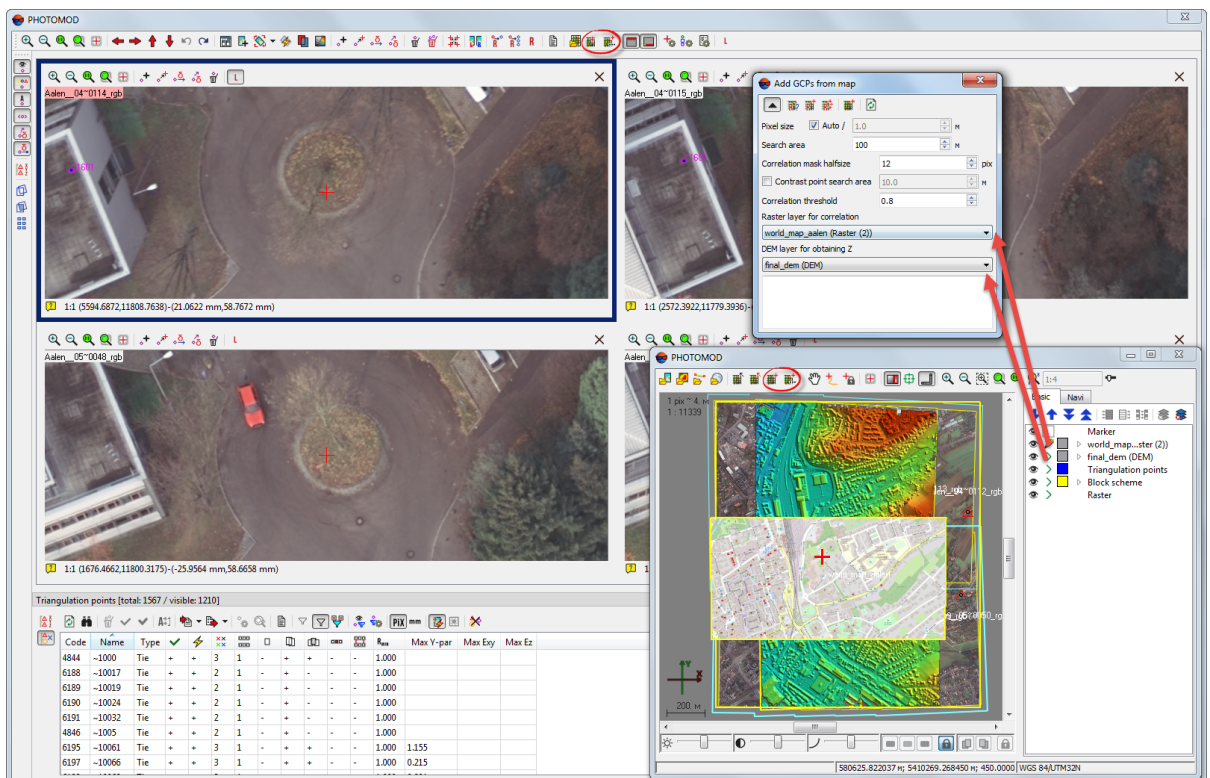 PHOTOMOD
R
L
L
Aalen__04~0114_rgb
1601
1:1 (5594.6872,11808.7638)-(21.0622 mm,58.7672 mm)
Aalen__04~0115_rgb
1:1 (2572.3922,11779.3936)-
Add GCPs from map
Pixel size Auto / 1.0 м
Search area 100 м
Correlation mask halfsize 12 pix
Contrast point search area 10.0 м
Correlation threshold 0.8
Raster layer for correlation
world_map_aalen (Raster (2))
DEM layer for obtaining Z
final_dem (DEM)
L
Aalen__05~0048_rgb
1:1 (1676.4662,11800.3175)-(-25.9564 mm,58.6658 mm)
Aalen
PHOTOMOD
1:4
Basic Navi
1 pix ~ 4. м
1 : 11339
Marker
world_map...ster (2))
final_dem (DEM)
Triangulation points
Block scheme
Raster
Y
X
200. м
580625.822037 м; 5410269.268450 м; 450.0000 WGS 84/UTM32N
Triangulation points [total: 1567 / visible: 1210]
PiX mm
Code Name Type Max Y-par Max Exy Max Ez
4844 ~1000 Tie + + 3 1 - + + - - 1.000
6188 ~10017 Tie + + 2 1 - + - - - 1.000
6189 ~10019 Tie + + 2 1 - + - - - 1.000
6190 ~10024 Tie + + 2 1 - + - - - 1.000
6191 ~10032 Tie + + 2 1 - + - - - 1.000
4846 ~1005 Tie + + 2 1 - + - - - 1.000
6195 ~10061 Tie + + 3 1 - + + - - 1.000 1.155
6197 ~10066 Tie + + 3 1 - + - - - 1.000 0.215